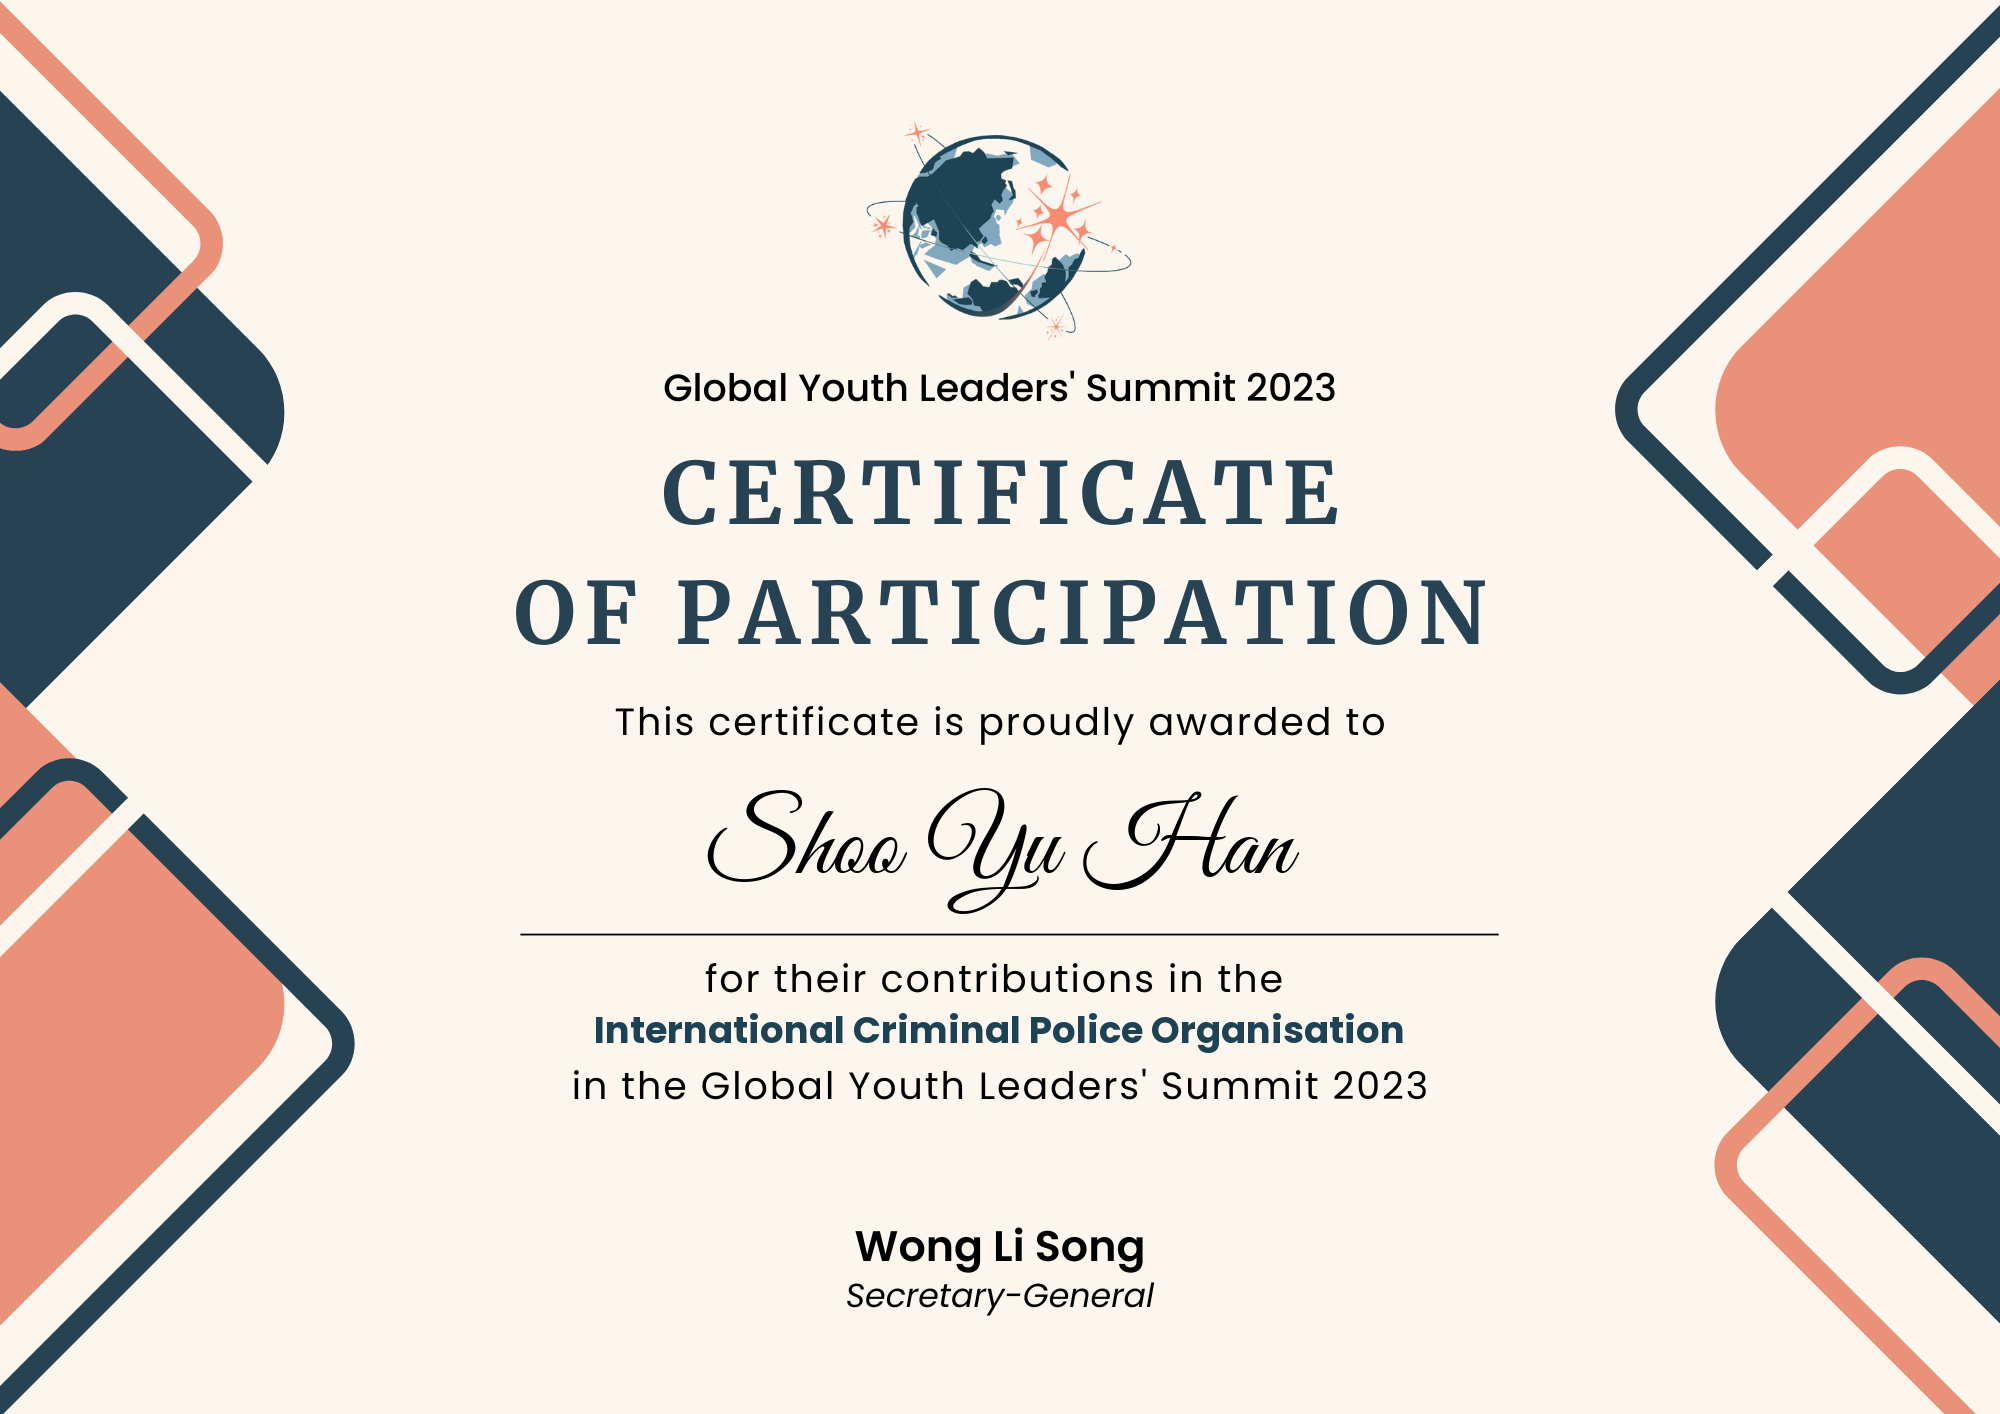 Global Youth Leaders' Summit 2023
CERTIFICATE
OF PARTICIPATION
This certificate is proudly awarded to
Shoo Yu Han
for their contributions in the
International Criminal Police Organisation
in the Global Youth Leaders' Summit 2023
Wong Li Song
Secretary-General